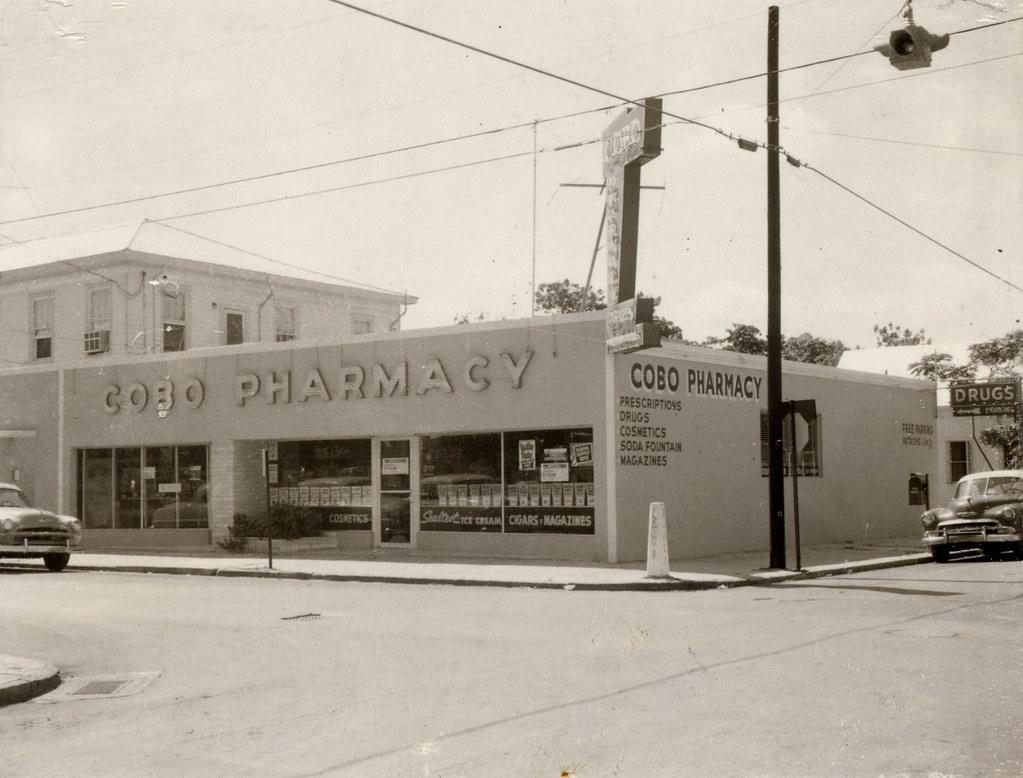 COBO
COBO PHARMACY
COBO PHARMACY
PRESCRIPTIONS
DRUGS
COSMETICS
SODA FOUNTAIN
MAGAZINES
DRUGS
FREE PARKING
COSMETICS
Sealtest ICE CREAM
CIGARS · MAGAZINES